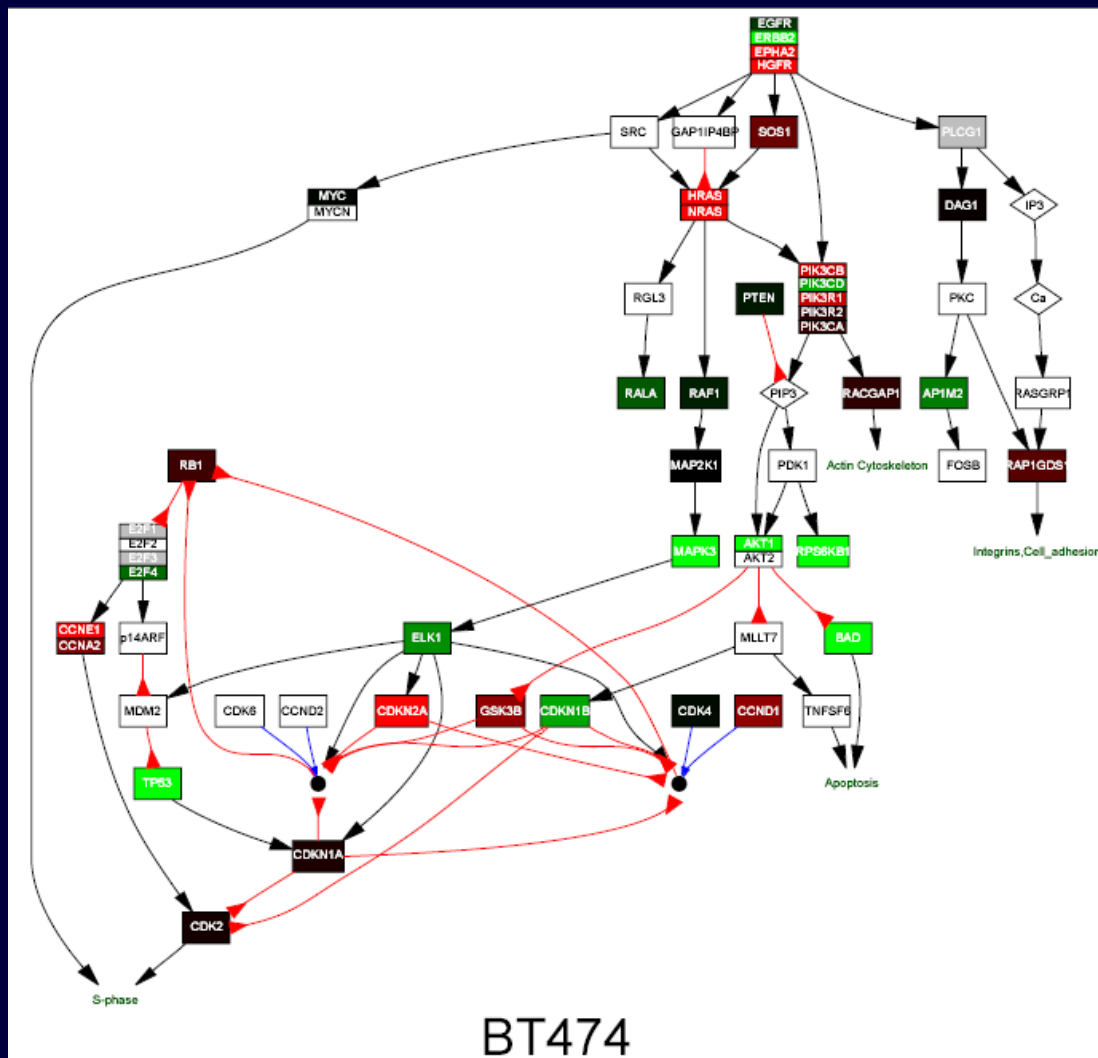 EGFR
ERBB2
EPHA2
HGFR
SRC
GAP1IP4BP
SOS1
PLCG1
MYC
MYCN
HRAS
NRAS
DAG1
IP3
PIK3CB
PIK3CD
PIK3R1
PIK3R2
PIK3CA
RGL3
PTEN
PKC
Ca
RALA
RAF1
PIP3
RACGAP1
AP1M2
RASGRP1
RB1
MAP2K1
PDK1
Actin Cytoskeleton
FOSB
RAP1GDS1
E2F1
E2F2
E2F3
E2F4
MAPK3
AKT1
AKT2
RPS6KB1
Integrins,Cell_adhesion
CCNE1
CCNA2
p14ARF
ELK1
MLLT7
BAD
MDM2
CDK6
CCND2
CDKN2A
GSK3B
CDKN1B
CDK4
CCND1
TNFSF6
TP53
Apoptosis
CDKN1A
CDK2
S-phase
BT474